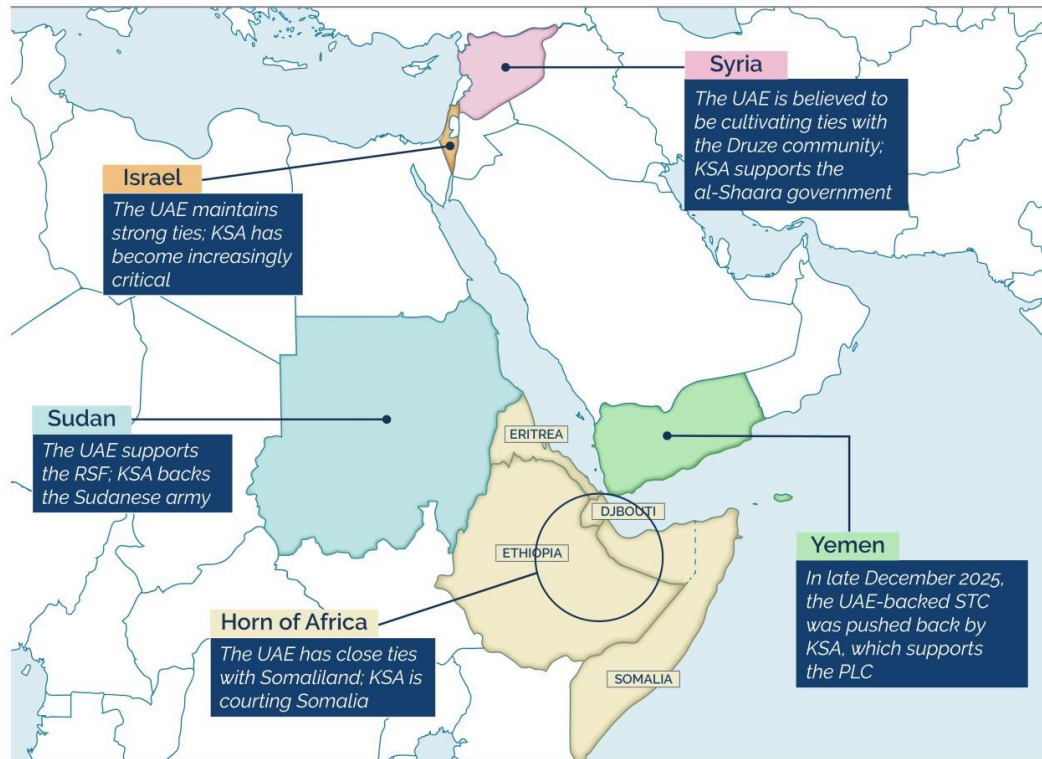 Syria
The UAE is believed to
be cultivating ties with
the Druze community;
KSA supports the
al-Shaara government
Israel
The UAE maintains
strong ties; KSA has
become increasingly
critical
Sudan
The UAE supports
the RSF; KSA backs
the Sudanese army
ERITREA
DJIBOUTI
ETHIOPIA
SOMALIA
Horn of Africa
The UAE has close ties
with Somaliland; KSA is
courting Somalia
Yemen
In late December 2025,
the UAE-backed STC
was pushed back by
KSA, which supports
the PLC